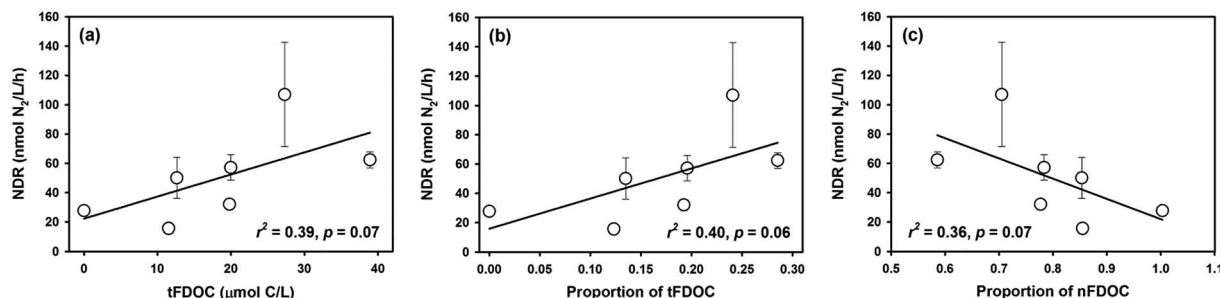 (a)
NDR (nmol N₂/L/h)
160
140
120
100
80
60
40
20
0
r² = 0.39, p = 0.07
0 10 20 30 40
tFDOC (μmol C/L)
(b)
NDR (nmol N₂/L/h)
160
140
120
100
80
60
40
20
0
r² = 0.40, p = 0.06
0.00 0.05 0.10 0.15 0.20 0.25 0.30
Proportion of tFDOC
(c)
NDR (nmol N₂/L/h)
160
140
120
100
80
60
40
20
0
r² = 0.36, p = 0.07
0.5 0.6 0.7 0.8 0.9 1.0 1.1
Proportion of nFDOC